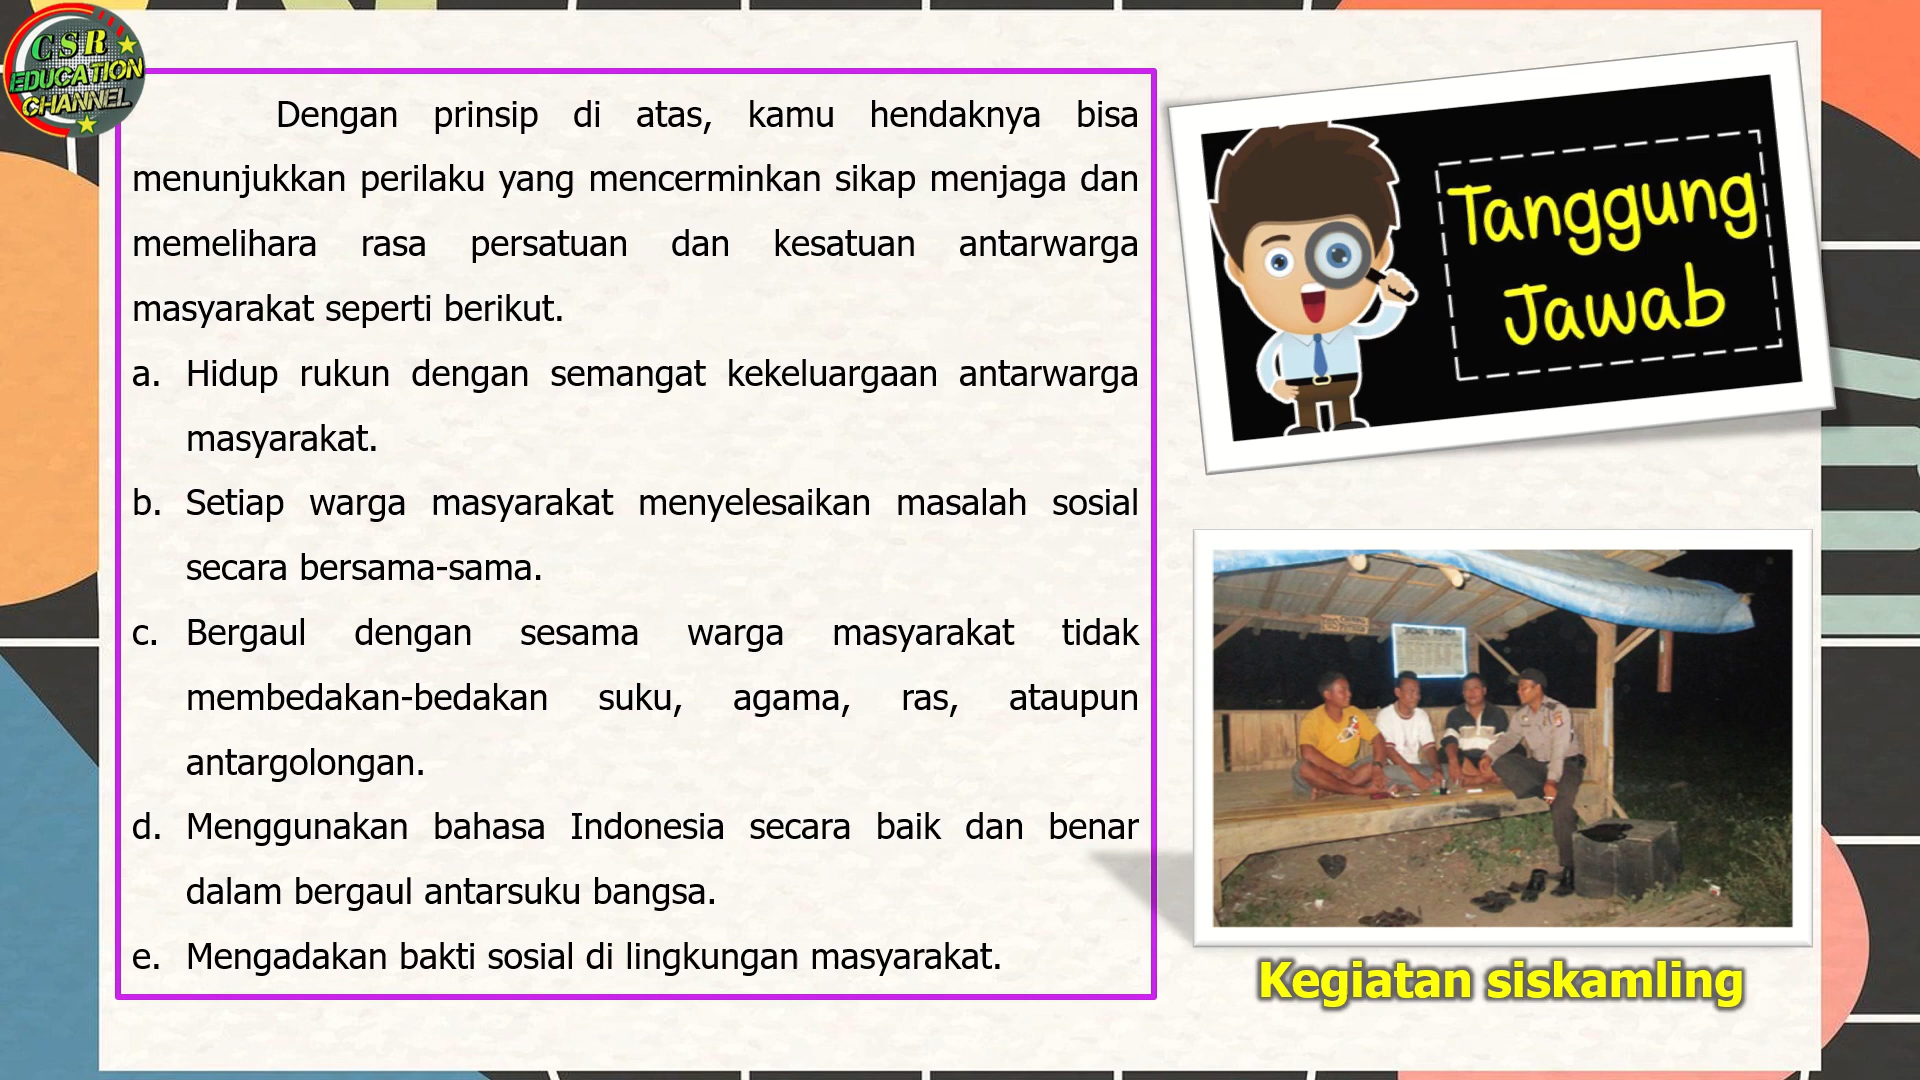 CSR
EDUCATION
CHANNEL
Dengan prinsip di atas, kamu hendaknya bisa
menunjukkan perilaku yang mencerminkan sikap menjaga dan
memelihara rasa persatuan dan kesatuan antarwarga
masyarakat seperti berikut.
a. Hidup rukun dengan semangat kekeluargaan antarwarga
masyarakat.
b. Setiap warga masyarakat menyelesaikan masalah sosial
secara bersama-sama.
c. Bergaul dengan sesama warga masyarakat tidak
membedakan-bedakan suku, agama, ras, ataupun
antargolongan.
d. Menggunakan bahasa Indonesia secara baik dan benar
dalam bergaul antarsuku bangsa.
e. Mengadakan bakti sosial di lingkungan masyarakat.
Tanggung
Jawab
JADWAL RONDA
Kegiatan siskamling